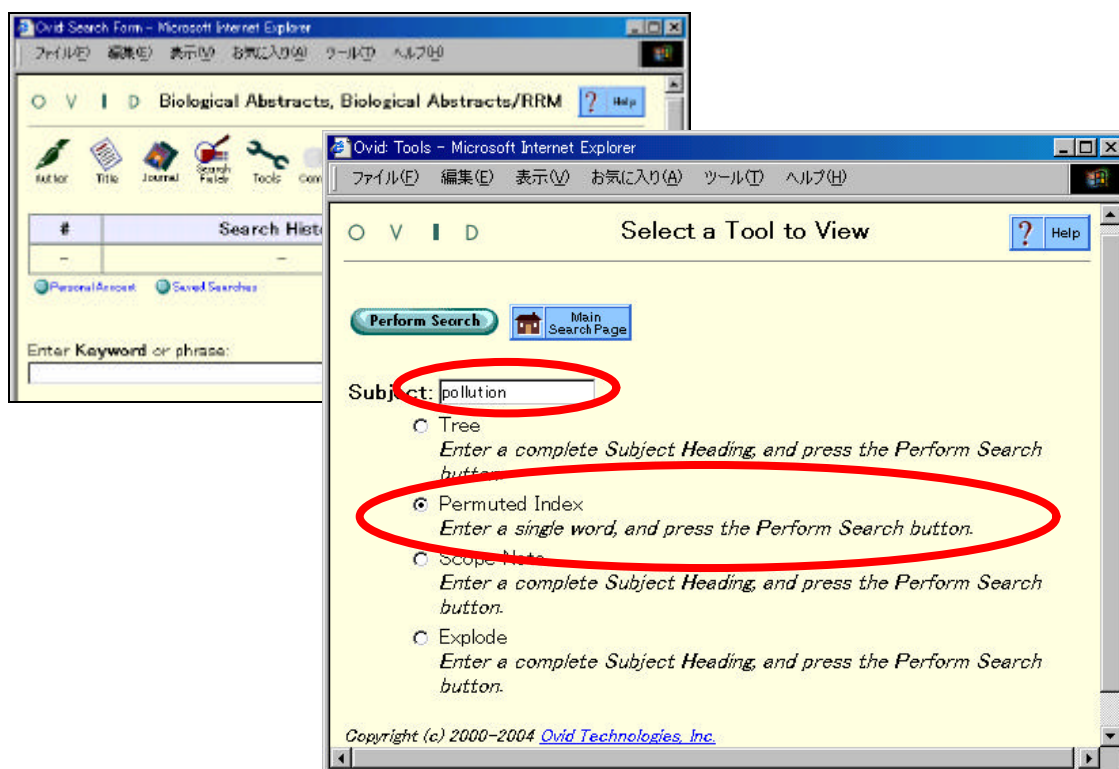 Ovid Search Form - Microsoft Internet Explorer
ファイル(F) 編集(E) 表示(V) お気に入り(A) ツール(T) ヘルプ(H)
O V I D Biological Abstracts, Biological Abstracts/RRM ? Help
Author Title Journal Search Fields Tools Com
# Search Hist
- -
Personal Account Saved Searches
Enter Keyword or phrase:
Ovid: Tools - Microsoft Internet Explorer
ファイル(F) 編集(E) 表示(V) お気に入り(A) ツール(T) ヘルプ(H)
O V I D Select a Tool to View ? Help
Perform Search Main Search Page
Subject: pollution
Tree
Enter a complete Subject Heading, and press the Perform Search
button.
Permuted Index
Enter a single word, and press the Perform Search button.
Scope Note
Enter a complete Subject Heading, and press the Perform Search
button.
Explode
Enter a complete Subject Heading, and press the Perform Search
button.
Copyright (c) 2000-2004 Ovid Technologies, Inc.